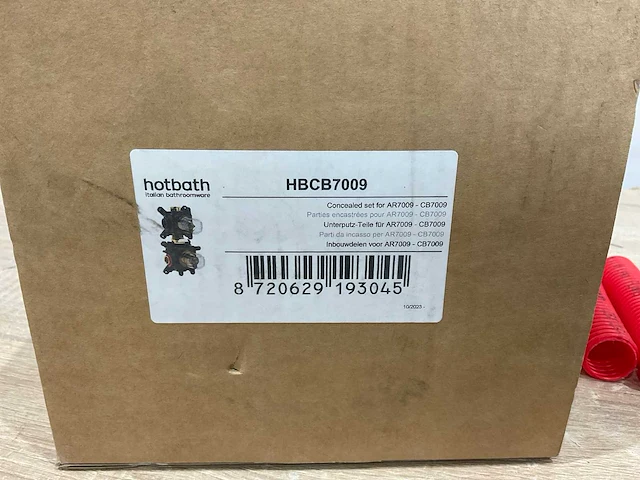 hotbath
italian bathroomware
HBCB7009
Concealed set for AR7009 - CB7009
Parties encastrées pour AR7009 - CB7009
Unterputz-Teile für AR7009 - CB7009
Parti da incasso per AR7009 - CB7009
Inbouwdelen voor AR7009 - CB7009
8 720629 193045
10/2023 -